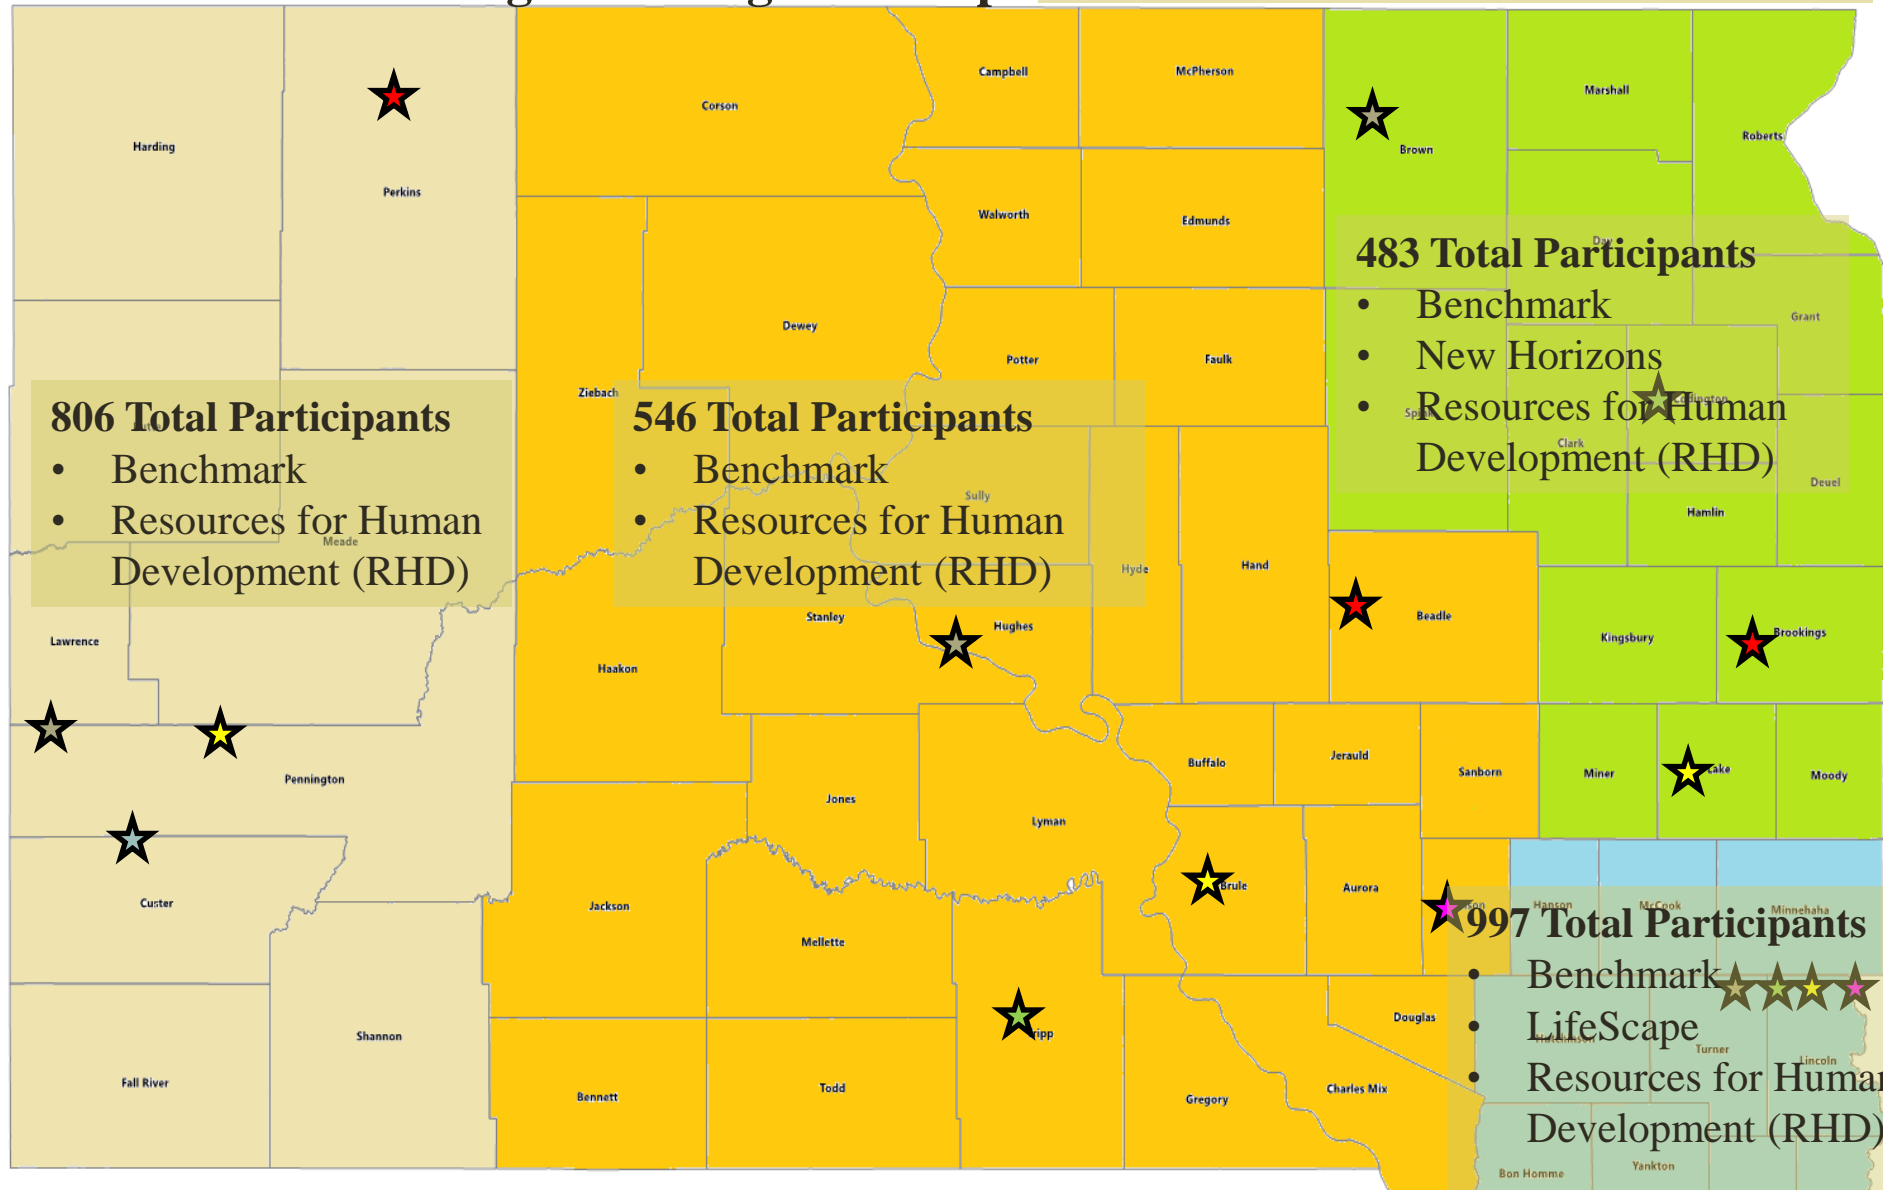 Campbell
McPherson
Marshall
Corson
Roberts
Harding
Brown
Perkins
Walworth
Edmunds
Day
483 Total Participants
• Benchmark
• New Horizons
• Resources for Human
Development (RHD)
Grant
Codington
Spink
Clark
Deuel
Hamlin
Dewey
Potter
Faulk
Ziebach
806 Total Participants
• Benchmark
• Resources for Human
Development (RHD)
Meade
546 Total Participants
• Benchmark
• Resources for Human
Development (RHD)
Sully
Hyde
Hand
Stanley
Hughes
Beadle
Kingsbury
Brookings
Lawrence
Haakon
Pennington
Buffalo
Jerauld
Sanborn
Miner
Lake
Moody
Jones
Lyman
Custer
Jackson
Brule
Aurora
Hanson
McCook
Minnehaha
997 Total Participants
• Benchmark
• LifeScape
• Resources for Human
Development (RHD)
Mellette
Shannon
Tripp
Douglas
Hutchinson
Turner
Lincoln
Fall River
Bennett
Todd
Gregory
Charles Mix
Bon Homme
Yankton